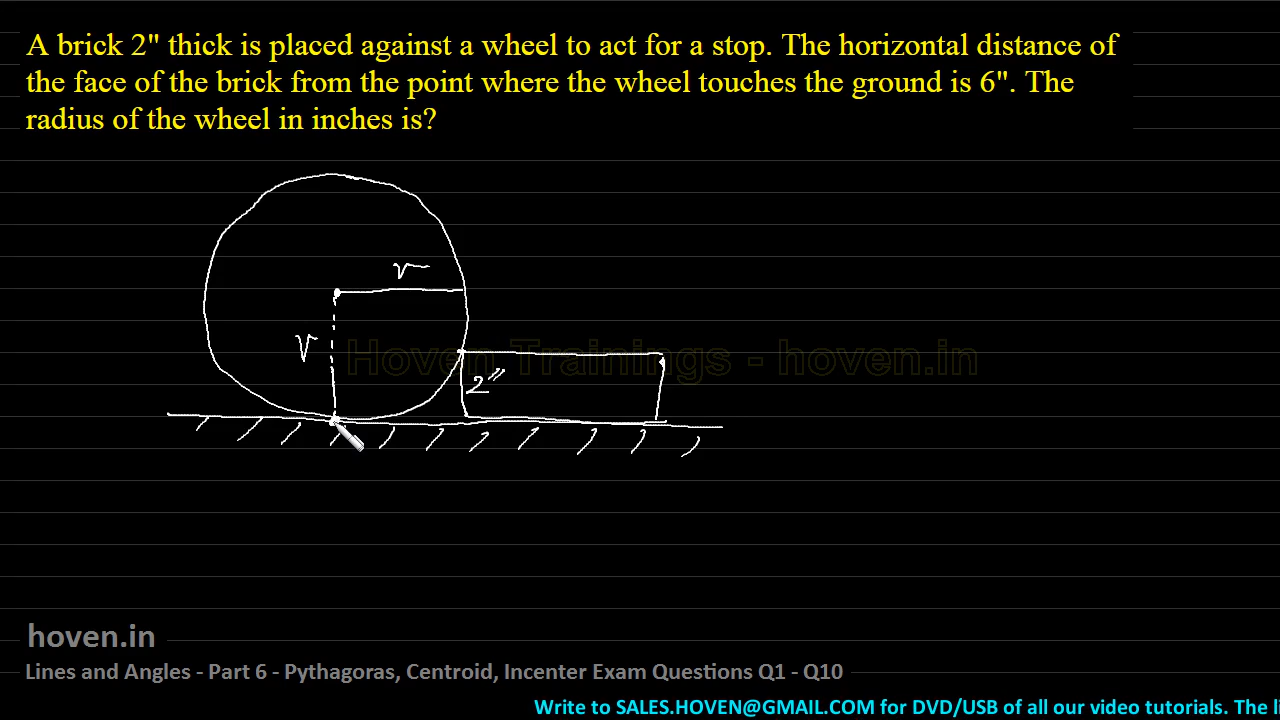 A brick 2" thick is placed against a wheel to act for a stop. The horizontal distance of
the face of the brick from the point where the wheel touches the ground is 6". The
radius of the wheel in inches is?
r
r
Hoven Trainings - hoven.in
2"
hoven.in
Lines and Angles - Part 6 - Pythagoras, Centroid, Incenter Exam Questions Q1 - Q10
Write to SALES.HOVEN@GMAIL.COM for DVD/USB of all our video tutorials. The